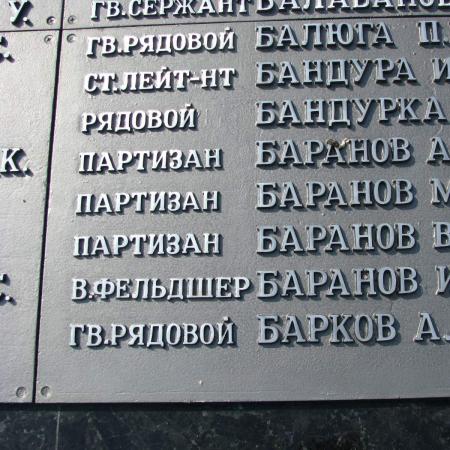 У. ГВ.СЕРЖАНТ БАЛАБАНОВ
ГВ.РЯДОВОЙ БАЛЮГА П.
СТ.ЛЕЙТ-НТ БАНДУРА И
РЯДОВОЙ БАНДУРКА
К. ПАРТИЗАН БАРАНОВ А
ПАРТИЗАН БАРАНОВ М
ПАРТИЗАН БАРАНОВ В
В.ФЕЛЬДШЕР БАРАНОВ И
ГВ.РЯДОВОЙ БАРКОВ А.